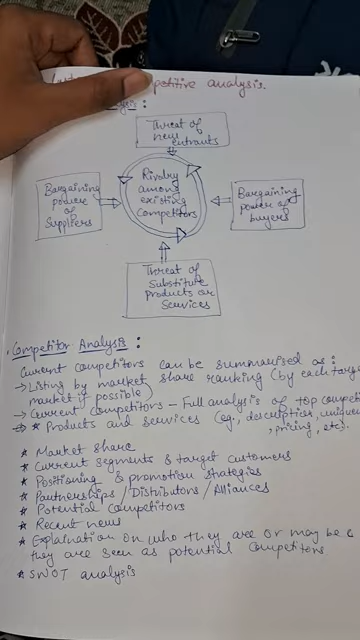 petitive analysis.
Threat of
new
entrants
Bargaining
power
of
Suppliers
Rivalry
among
existing
competitors
Bargaining
power of
buyers
Threat of
Substitute
Products or
Services
Competitor Analysis :
Current competitors can be summarised as :
→ Listing by market share ranking (by each target
market if possible)
→ Current competitors - Full analysis of top competi
→ * Products and services (eg., description, unique
, pricing, etc).
* Market share
* Current segments & target customers
* Positioning & promotion strategies
* Partnerships / Distributors / Alliances
* Potential competitors
* Recent news
* Explaination on who they are or may be &
they are seen as potential competitors
* SWOT analysis